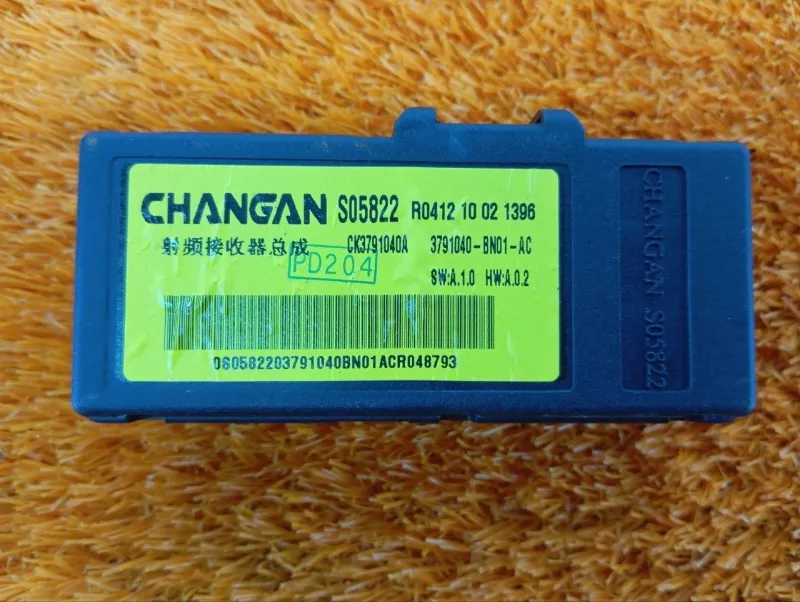 CHANGAN S05822 R0412 10 02 1396
射频接收器总成 CK3791040A 3791040-BN01-AC
PD204
SW:A.1.0 HW:A.0.2
060582203791040BN01ACR048793
CHANGAN S05822